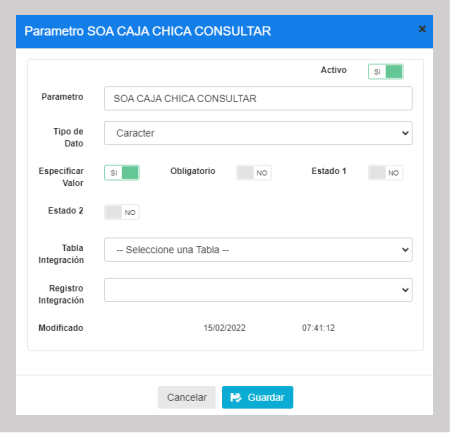 Parametro SOA CAJA CHICA CONSULTAR ×
Activo SI
Parametro SOA CAJA CHICA CONSULTAR
Tipo de Dato Caracter
Especificar Valor SI Obligatorio NO Estado 1 NO
Estado 2 NO
Tabla Integración -- Seleccione una Tabla --
Registro Integración
Modificado 15/02/2022 07:41:12
Cancelar Guardar